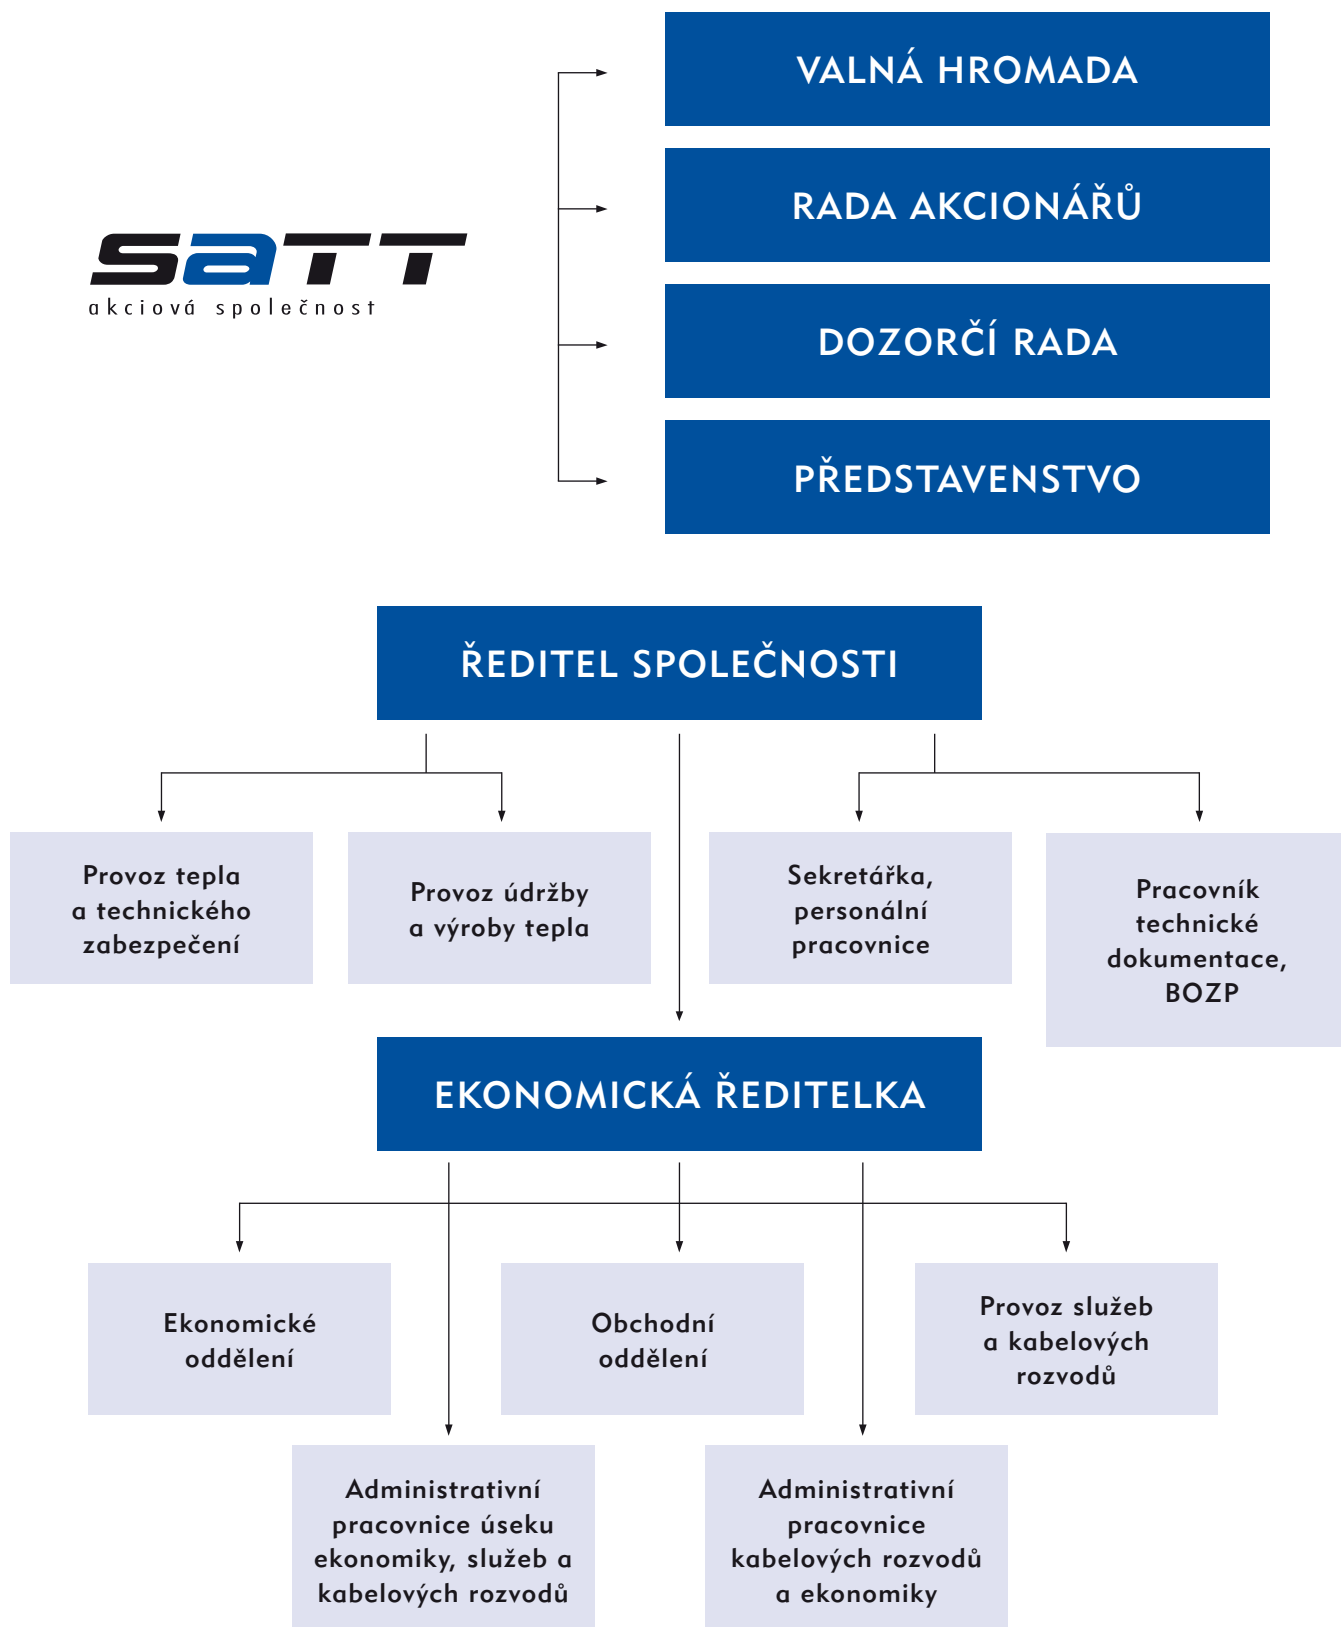 VALNÁ HROMADA
RADA AKCIONÁŘŮ
saTT
akciová společnost
DOZORČÍ RADA
PŘEDSTAVENSTVO
ŘEDITEL SPOLEČNOSTI
Provoz tepla
a technického
zabezpečení
Provoz údržby
a výroby tepla
Sekretářka,
personální
pracovnice
Pracovník
technické
dokumentace,
BOZP
EKONOMICKÁ ŘEDITELKA
Ekonomické
oddělení
Obchodní
oddělení
Provoz služeb
a kabelových
rozvodů
Administrativní
pracovnice úseku
ekonomiky, služeb a
kabelových rozvodů
Administrativní
pracovnice
kabelových rozvodů
a ekonomiky